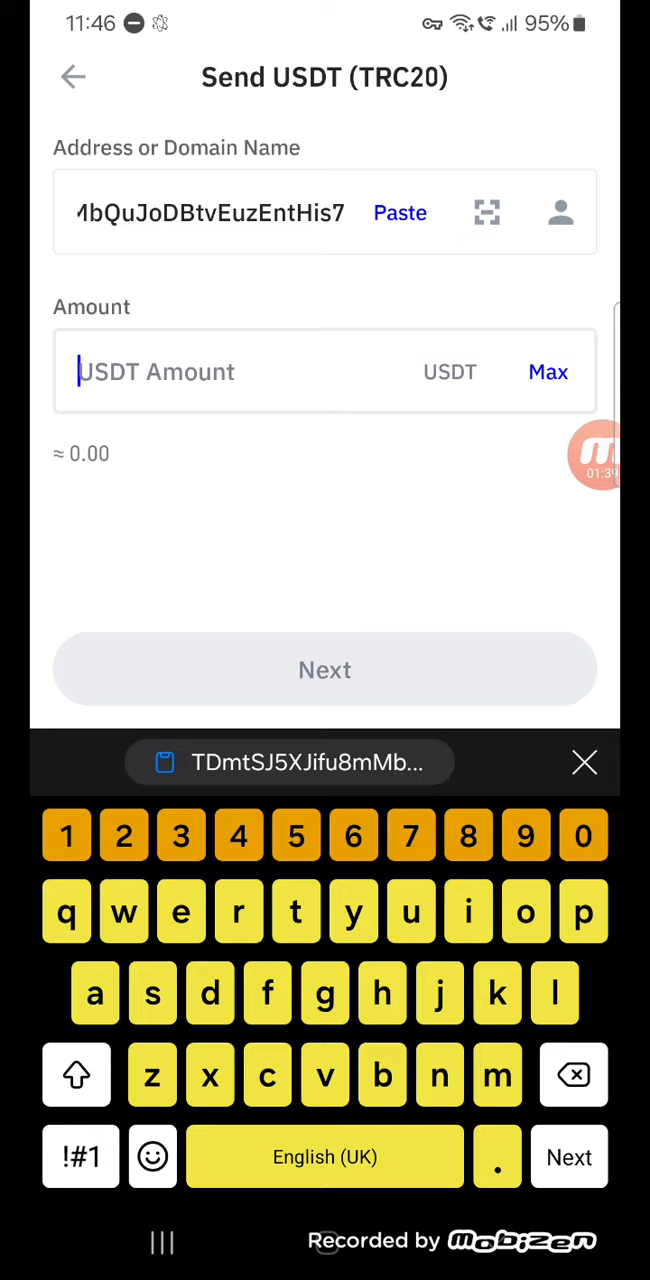 11:46 95%
Send USDT (TRC20)
Address or Domain Name
MbQuJoDBtvEuzEntHis7 Paste
Amount
USDT Amount USDT Max
≈ 0.00
m
01:39
Next
TDmtSJ5XJifu8mMb...
1 2 3 4 5 6 7 8 9 0
q w e r t y u i o p
a s d f g h j k l
z x c v b n m
!#1 English (UK) . Next
Recorded by mobizen